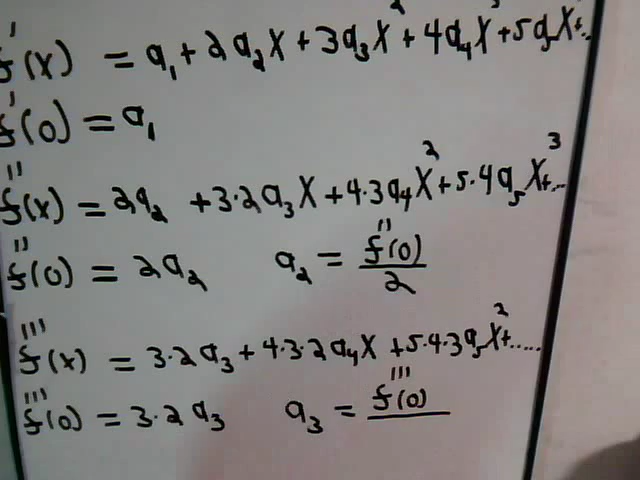 f'(x) = a₁ + 2a₂x + 3a₃x² + 4a₄x³ + 5a₅x+...
f'(0) = a₁
f''(x) = 2a₂ + 3·2a₃x + 4·3a₄x² + 5·4a₅x³+...
f''(0) = 2a₂ a₂ = f''(0)/2
f'''(x) = 3·2a₃ + 4·3·2a₄x + 5·4·3a₅x²+......
f'''(0) = 3·2a₃ a₃ = f'''(0)/